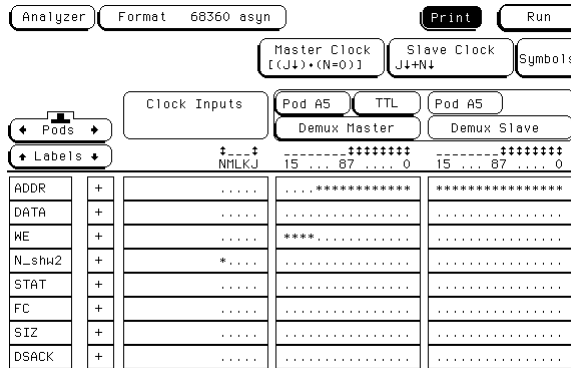 Analyzer Format 68360 asyn Print Run
Master Clock Slave Clock Symbols
[(J↓)•(N=0)] J↓+N↓
Clock Inputs Pod A5 TTL Pod A5
← Pods → Demux Master Demux Slave
↑ Labels ↓ NMLKJ 15 ... 87 .... 0 15 ... 87 .... 0
ADDR + ..... ....************ ****************
DATA + ..... ................ ................
WE + ..... ****............ ................
N_shw2 + *.... ................ ................
STAT + ..... ................ ................
FC + ..... ................ ................
SIZ + ..... ................ ................
DSACK + ..... ................ ................